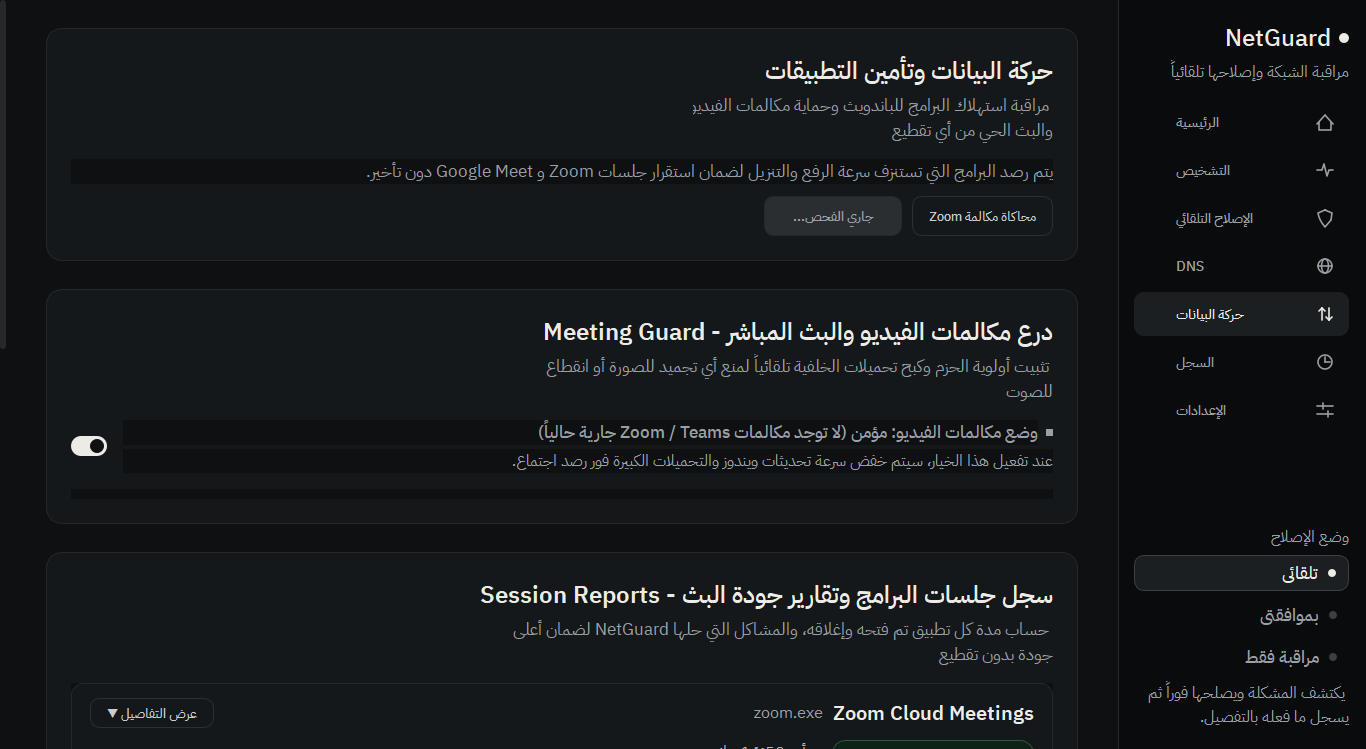 NetGuard
مراقبة الشبكة وإصلاحها تلقائياً
الرئيسية
التشخيص
الإصلاح التلقائي
DNS
حركة البيانات
السجل
الإعدادات
وضع الإصلاح
تلقائي
بموافقتي
مراقبة فقط
يكتشف المشكلة ويصلحها فوراً ثم
يسجل ما فعله بالتفصيل.
حركة البيانات وتأمين التطبيقات
مراقبة استهلاك البرامج للباندويث وحماية مكالمات الفيديو
والبث الحي من أي تقطيع
يتم رصد البرامج التي تستنزف سرعة الرفع والتنزيل لضمان استقرار جلسات Zoom و Google Meet دون تأخير.
محاكاة مكالمة Zoom
جاري الفحص...
درع مكالمات الفيديو والبث المباشر - Meeting Guard
تثبيت أولوية الحزم وكبح تحميلات الخلفية تلقائياً لمنع أي تجميد للصورة أو انقطاع
للصوت
وضع مكالمات الفيديو: مؤمن (لا توجد مكالمات Zoom / Teams جارية حالياً)
عند تفعيل هذا الخيار، سيتم خفض سرعة تحديثات ويندوز والتحميلات الكبيرة فور رصد اجتماع.
سجل جلسات البرامج وتقارير جودة البث - Session Reports
حساب مدة كل تطبيق تم فتحه وإغلاقه، والمشاكل التي حلها NetGuard لضمان أعلى
جودة بدون تقطيع
Zoom Cloud Meetings zoom.exe
عرض التفاصيل ▼